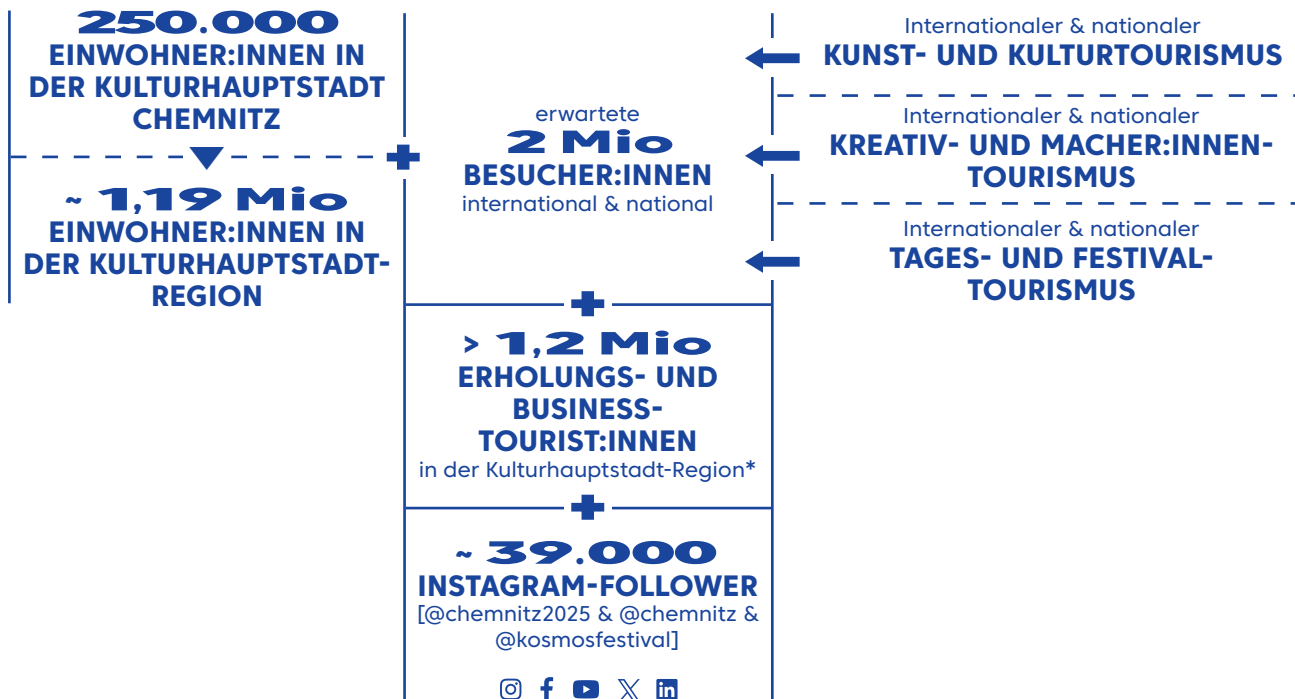 250.000
EINWOHNER:INNEN IN
DER KULTURHAUPTSTADT
CHEMNITZ
~ 1,19 Mio
EINWOHNER:INNEN IN
DER KULTURHAUPTSTADT-
REGION
erwartete
2 Mio
BESUCHER:INNEN
international & national
Internationaler & nationaler
KUNST- UND KULTURTOURISMUS
Internationaler & nationaler
KREATIV- UND MACHER:INNEN-
TOURISMUS
Internationaler & nationaler
TAGES- UND FESTIVAL-
TOURISMUS
> 1,2 Mio
ERHOLUNGS- UND
BUSINESS-
TOURIST:INNEN
in der Kulturhauptstadt-Region*
~ 39.000
INSTAGRAM-FOLLOWER
[@chemnitz2025 & @chemnitz &
@kosmosfestival]